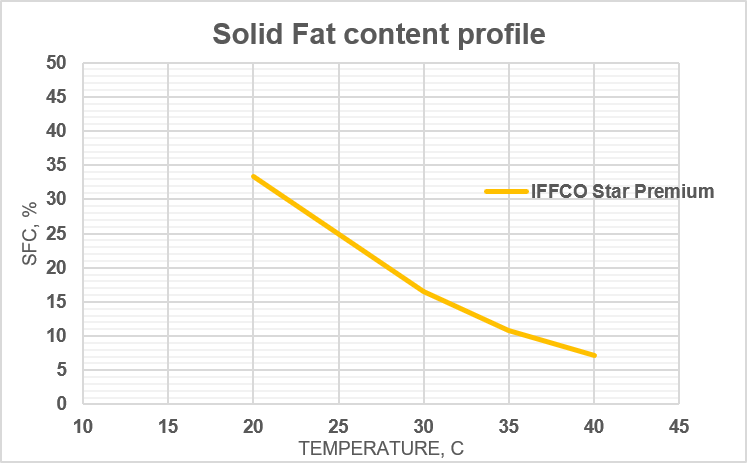 Solid Fat content profile
50
45
40
35
30
25
20
15
10
5
0
SFC, %
IFFCO Star Premium
10 15 20 25 30 35 40 45
TEMPERATURE, C